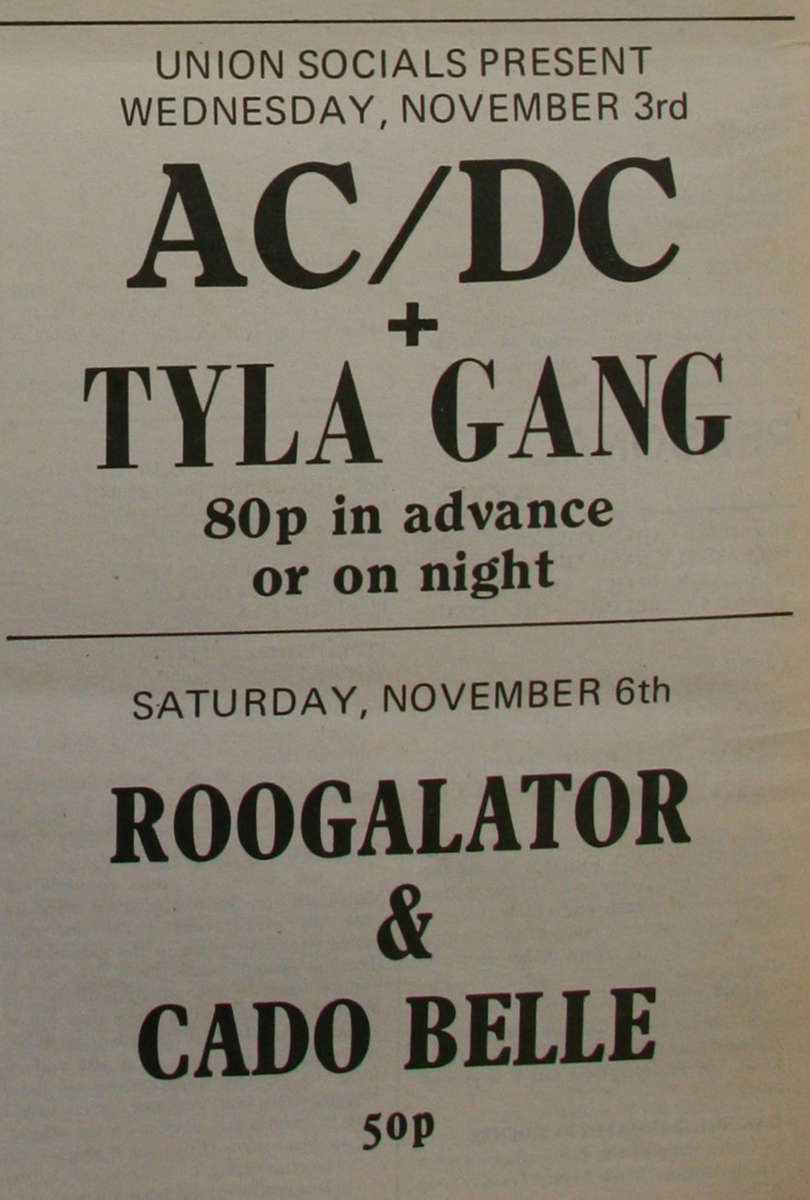 UNION SOCIALS PRESENT
WEDNESDAY, NOVEMBER 3rd
AC/DC
+
TYLA GANG
80p in advance
or on night
SATURDAY, NOVEMBER 6th
ROOGALATOR
&
CADO BELLE
50p